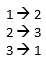 1 → 2
2 → 3
3 → 1